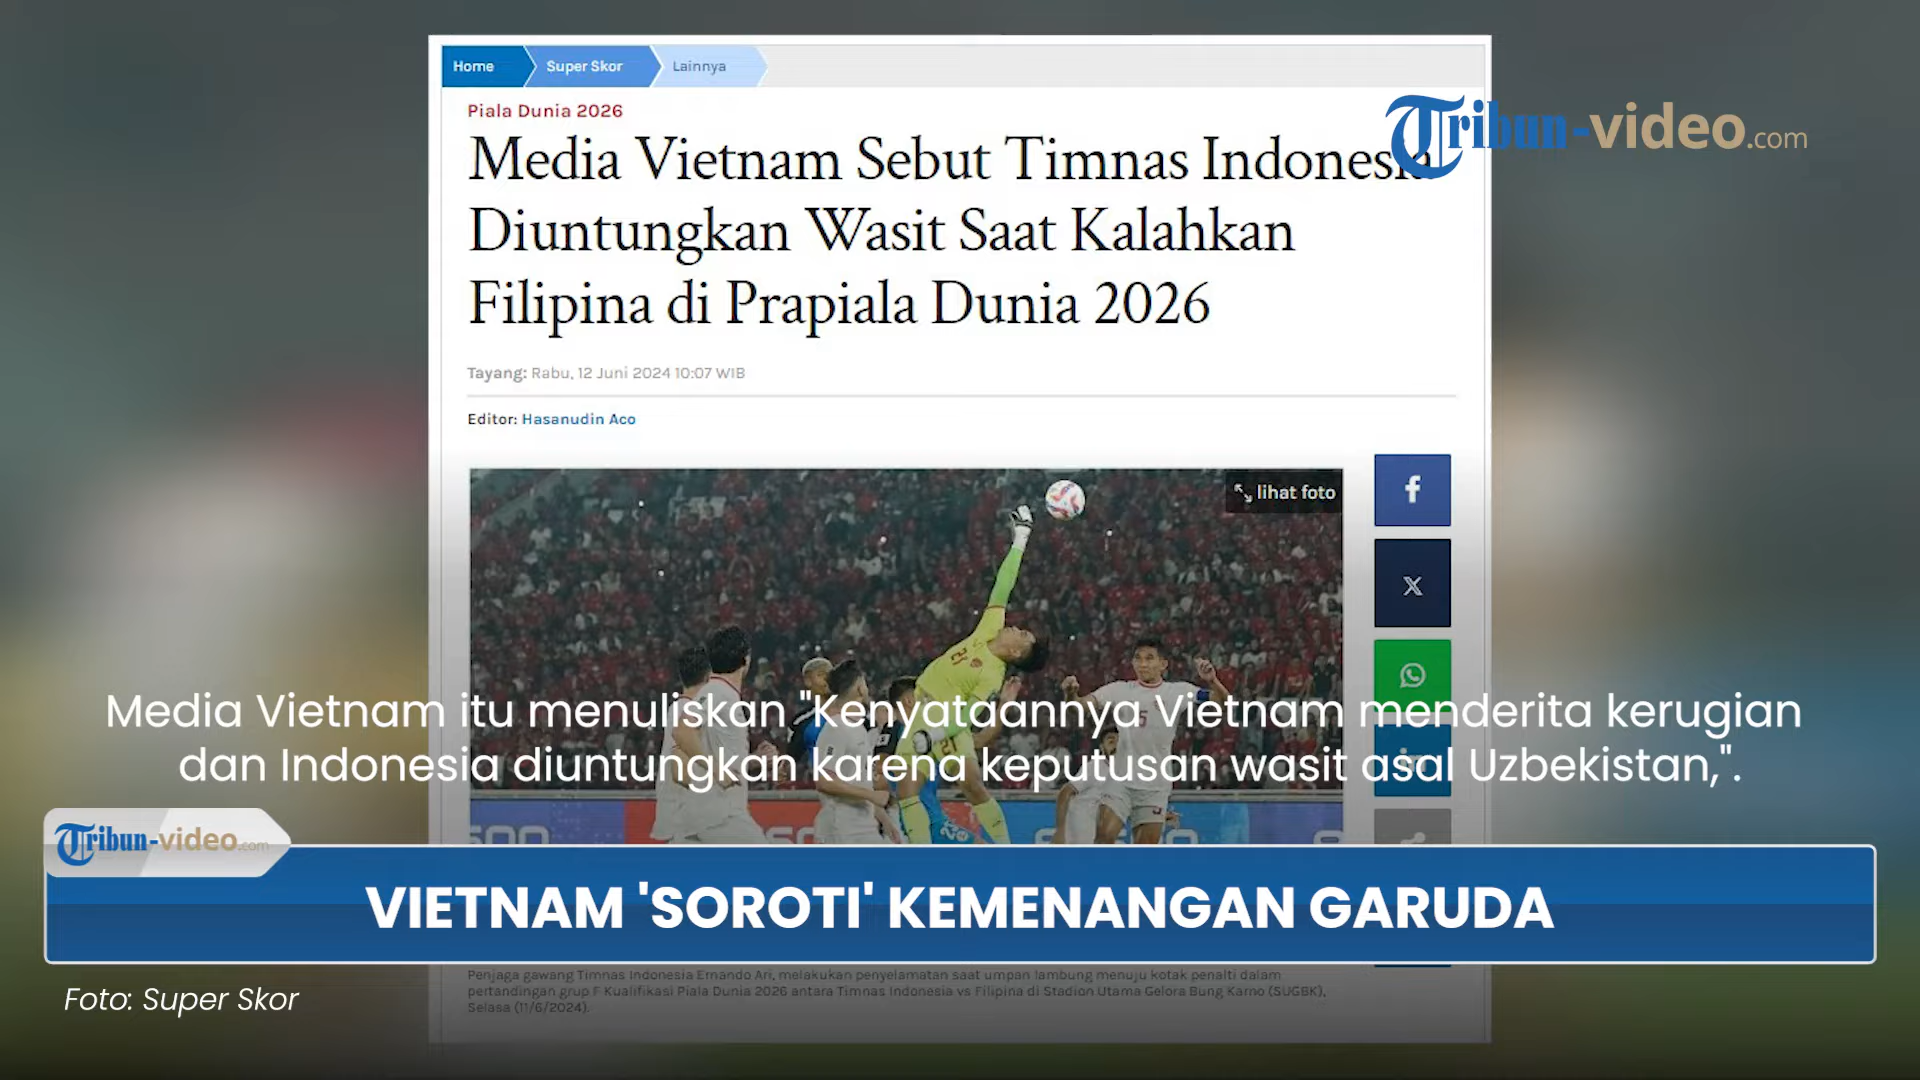 Home
Super Skor
Lainnya
Piala Dunia 2026
Tribun-video.com
Media Vietnam Sebut Timnas Indonesia
Diuntungkan Wasit Saat Kalahkan
Filipina di Prapiala Dunia 2026
Tayang: Rabu, 12 Juni 2024 10:07 WIB
Editor: Hasanudin Aco
lihat foto
21
Media Vietnam itu menuliskan "Kenyataannya Vietnam menderita kerugian
dan Indonesia diuntungkan karena keputusan wasit asal Uzbekistan,".
Tribun-video.com
VIETNAM 'SOROTI' KEMENANGAN GARUDA
Penjaga gawang Timnas Indonesia Ernando Ari, melakukan penyelamatan saat umpan lambung menuju kotak penalti dalam
pertandingan grup F Kualifikasi Piala Dunia 2026 antara Timnas Indonesia vs Filipina di Stadion Utama Gelora Bung Karno (SUGBK),
Selasa (11/6/2024).
Foto: Super Skor